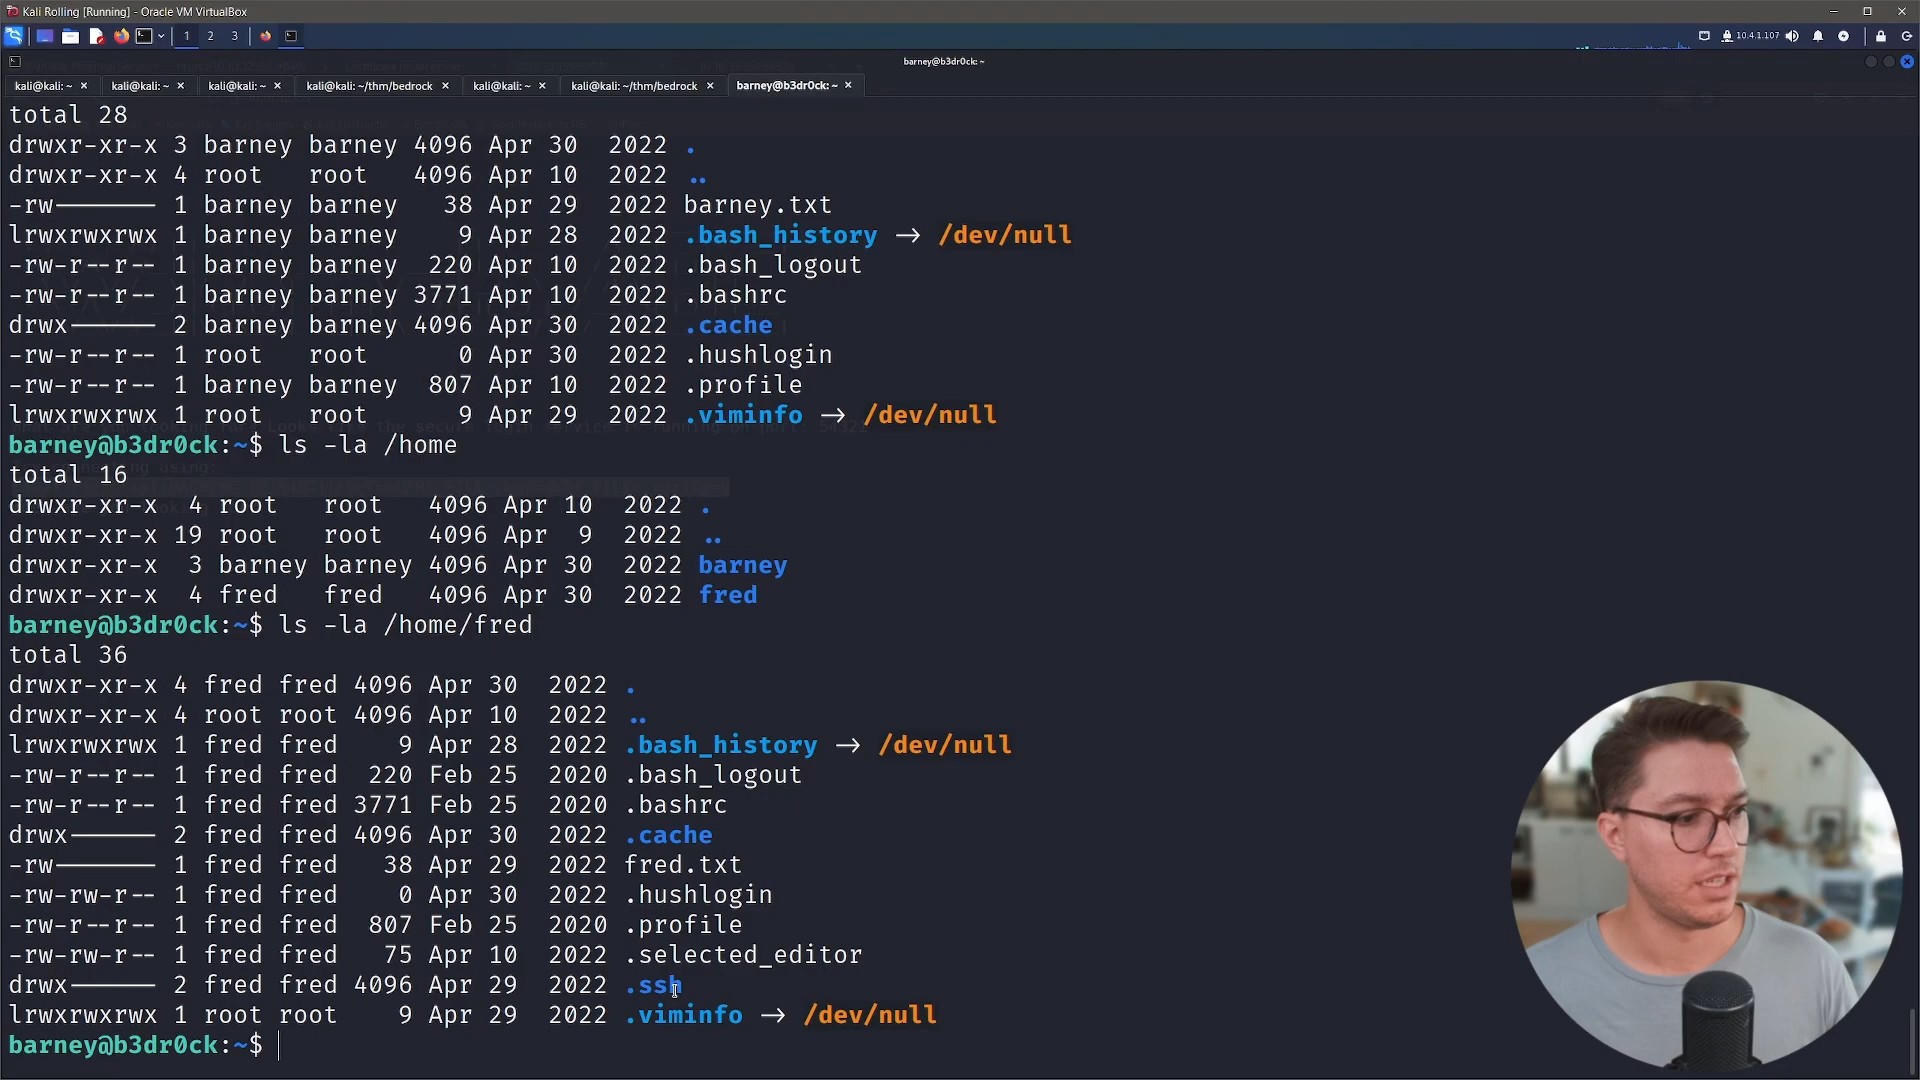 Kali Rolling [Running] - Oracle VM VirtualBox
1 2 3 10.4.1.107
barney@b3dr0ck: ~
kali@kali: ~ × kali@kali: ~ × kali@kali: ~ × kali@kali: ~/thm/bedrock × kali@kali: ~ × kali@kali: ~/thm/bedrock × barney@b3dr0ck: ~ ×
total 28
drwxr-xr-x 3 barney barney 4096 Apr 30  2022 .
drwxr-xr-x 4 root   root   4096 Apr 10  2022 ..
-rw------- 1 barney barney   38 Apr 29  2022 barney.txt
lrwxrwxrwx 1 barney barney    9 Apr 28  2022 .bash_history -> /dev/null
-rw-r--r-- 1 barney barney  220 Apr 10  2022 .bash_logout
-rw-r--r-- 1 barney barney 3771 Apr 10  2022 .bashrc
drwx------ 2 barney barney 4096 Apr 30  2022 .cache
-rw-r--r-- 1 root   root      0 Apr 30  2022 .hushlogin
-rw-r--r-- 1 barney barney  807 Apr 10  2022 .profile
lrwxrwxrwx 1 root   root      9 Apr 29  2022 .viminfo -> /dev/null
barney@b3dr0ck:~$ ls -la /home
total 16
drwxr-xr-x  4 root   root   4096 Apr 10  2022 .
drwxr-xr-x 19 root   root   4096 Apr  9  2022 ..
drwxr-xr-x  3 barney barney 4096 Apr 30  2022 barney
drwxr-xr-x  4 fred   fred   4096 Apr 30  2022 fred
barney@b3dr0ck:~$ ls -la /home/fred
total 36
drwxr-xr-x 4 fred fred 4096 Apr 30  2022 .
drwxr-xr-x 4 root root 4096 Apr 10  2022 ..
lrwxrwxrwx 1 fred fred    9 Apr 28  2022 .bash_history -> /dev/null
-rw-r--r-- 1 fred fred  220 Feb 25  2020 .bash_logout
-rw-r--r-- 1 fred fred 3771 Feb 25  2020 .bashrc
drwx------ 2 fred fred 4096 Apr 30  2022 .cache
-rw------- 1 fred fred   38 Apr 29  2022 fred.txt
-rw-rw-r-- 1 fred fred    0 Apr 30  2022 .hushlogin
-rw-r--r-- 1 fred fred  807 Feb 25  2020 .profile
-rw-rw-r-- 1 fred fred   75 Apr 10  2022 .selected_editor
drwx------ 2 fred fred 4096 Apr 29  2022 .ssh
lrwxrwxrwx 1 root root    9 Apr 29  2022 .viminfo -> /dev/null
barney@b3dr0ck:~$